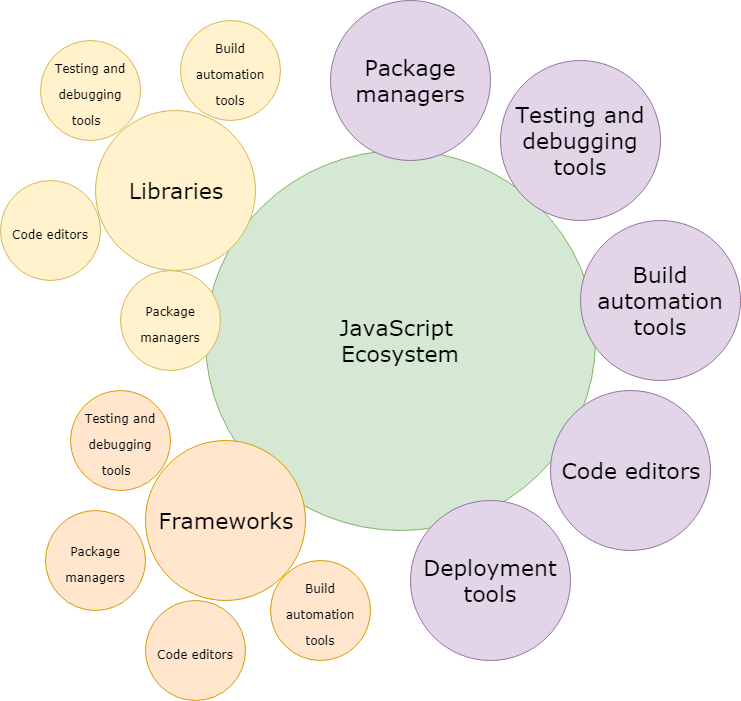 Build
automation
tools
Testing and
debugging
tools
Libraries
Code editors
Package
managers
Package
managers
Testing and
debugging
tools
Build
automation
tools
JavaScript
Ecosystem
Code editors
Deployment
tools
Testing and
debugging
tools
Frameworks
Package
managers
Build
automation
tools
Code editors